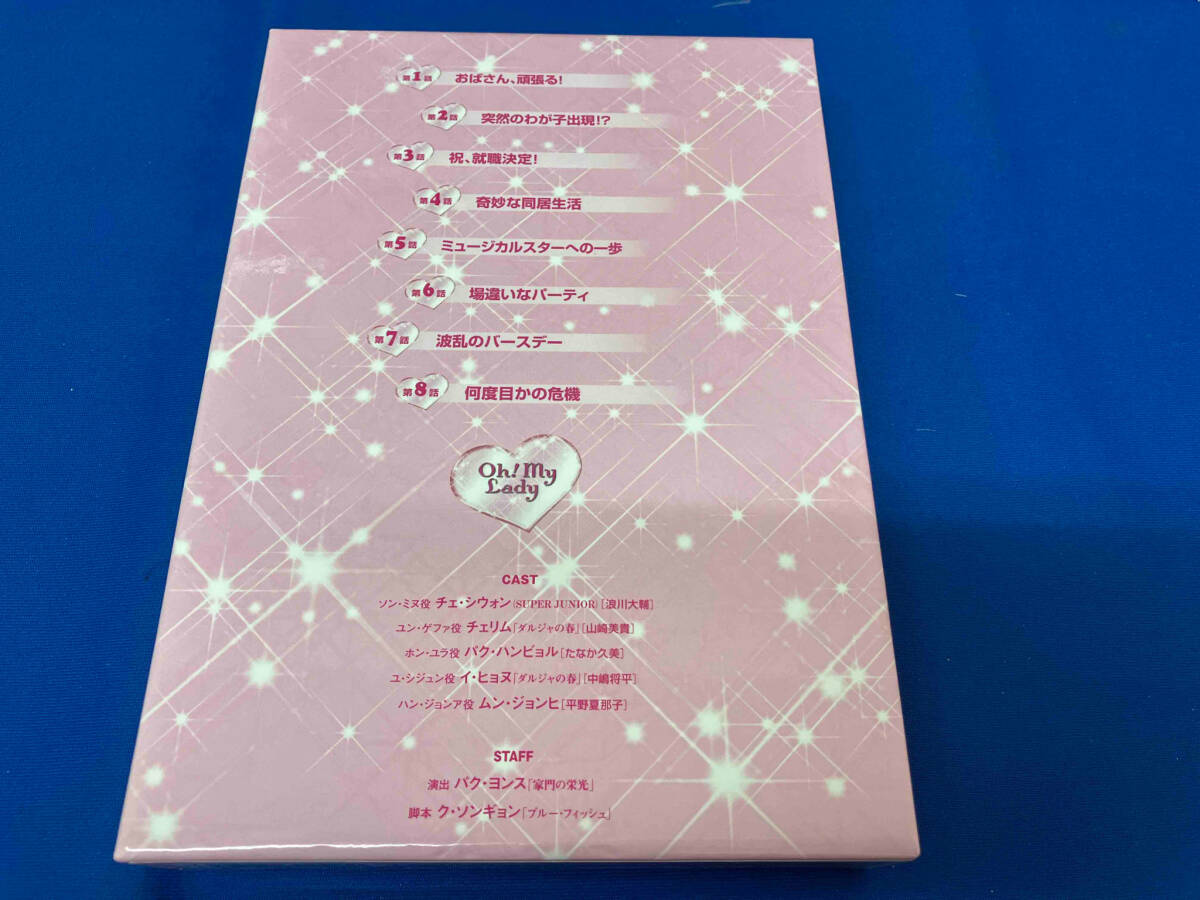 第1話 おばさん、頑張る!
第2話 突然のわが子出現!?
第3話 祝、就職決定!
第4話 奇妙な同居生活
第5話 ミュージカルスターへの一歩
第6話 場違いなパーティ
第7話 波乱のバースデー
第8話 何度目かの危機
Oh! My
Lady
CAST
ソン・ミヌ役 チェ・シウォン(SUPER JUNIOR)[浪川大輔]
ユン・ゲファ役 チェリム「ダルジャの春」[山崎美貴]
ホン・ユラ役 パク・ハンビョル[たなか久美]
ユ・シジュン役 イ・ヒョヌ「ダルジャの春」[中嶋将平]
ハン・ジョンア役 ムン・ジョンヒ[平野夏那子]
STAFF
演出 パク・ヨンス「家門の栄光」
脚本 ク・ソンギョン「ブルー・フィッシュ」